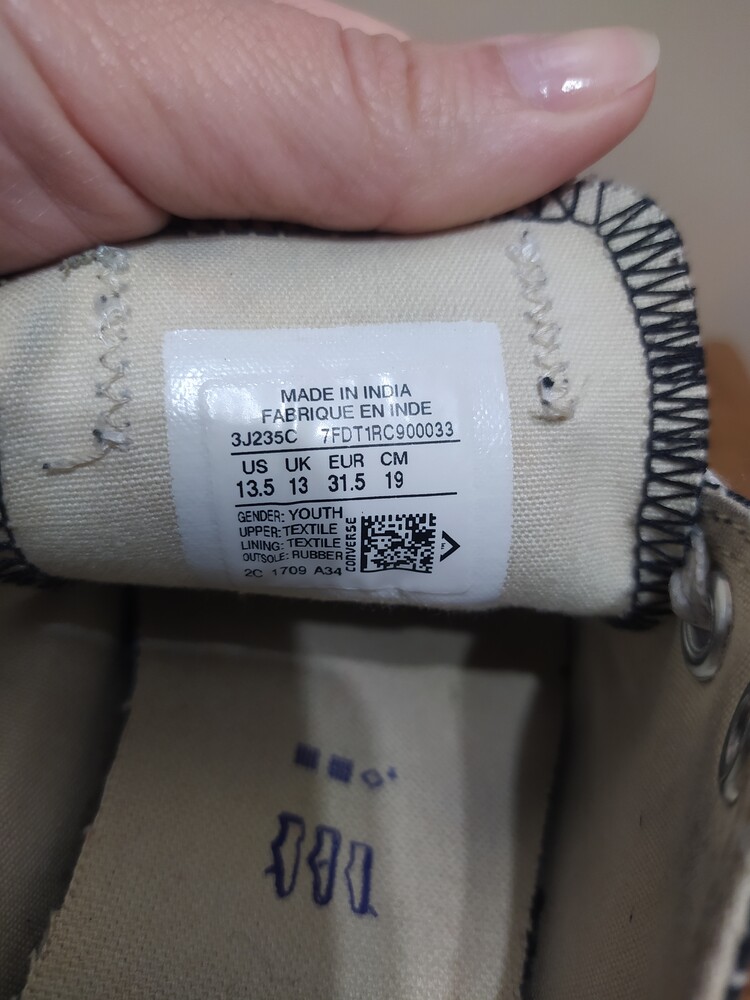 MADE IN INDIA
FABRIQUE EN INDE
3J235C 7FDT1RC900033
US UK EUR CM
13.5 13 31.5 19
GENDER: YOUTH
UPPER: TEXTILE
LINING: TEXTILE
OUTSOLE: RUBBER
2C 1709 A34
CONVERSE